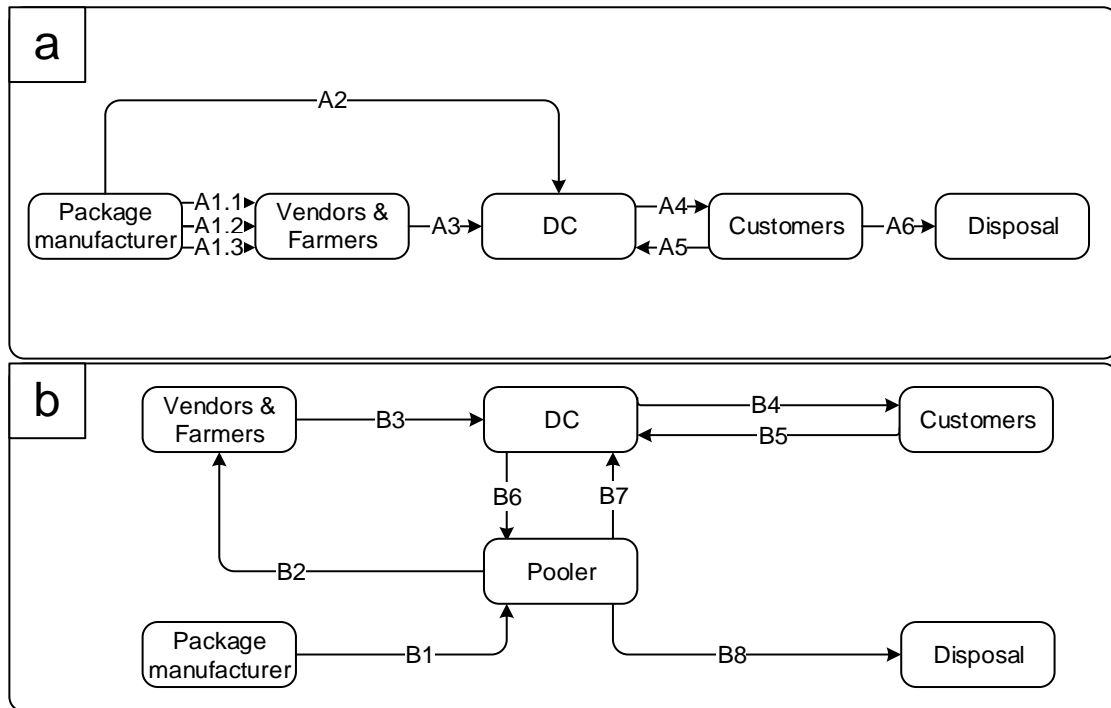 a
A2
Package
manufacturer
A1.1
A1.2
A1.3
Vendors &
Farmers
A3
DC
A4
A5
Customers
A6
Disposal
b
Vendors &
Farmers
B3
DC
B4
B5
Customers
B6
B7
B2
Pooler
Package
manufacturer
B1
B8
Disposal